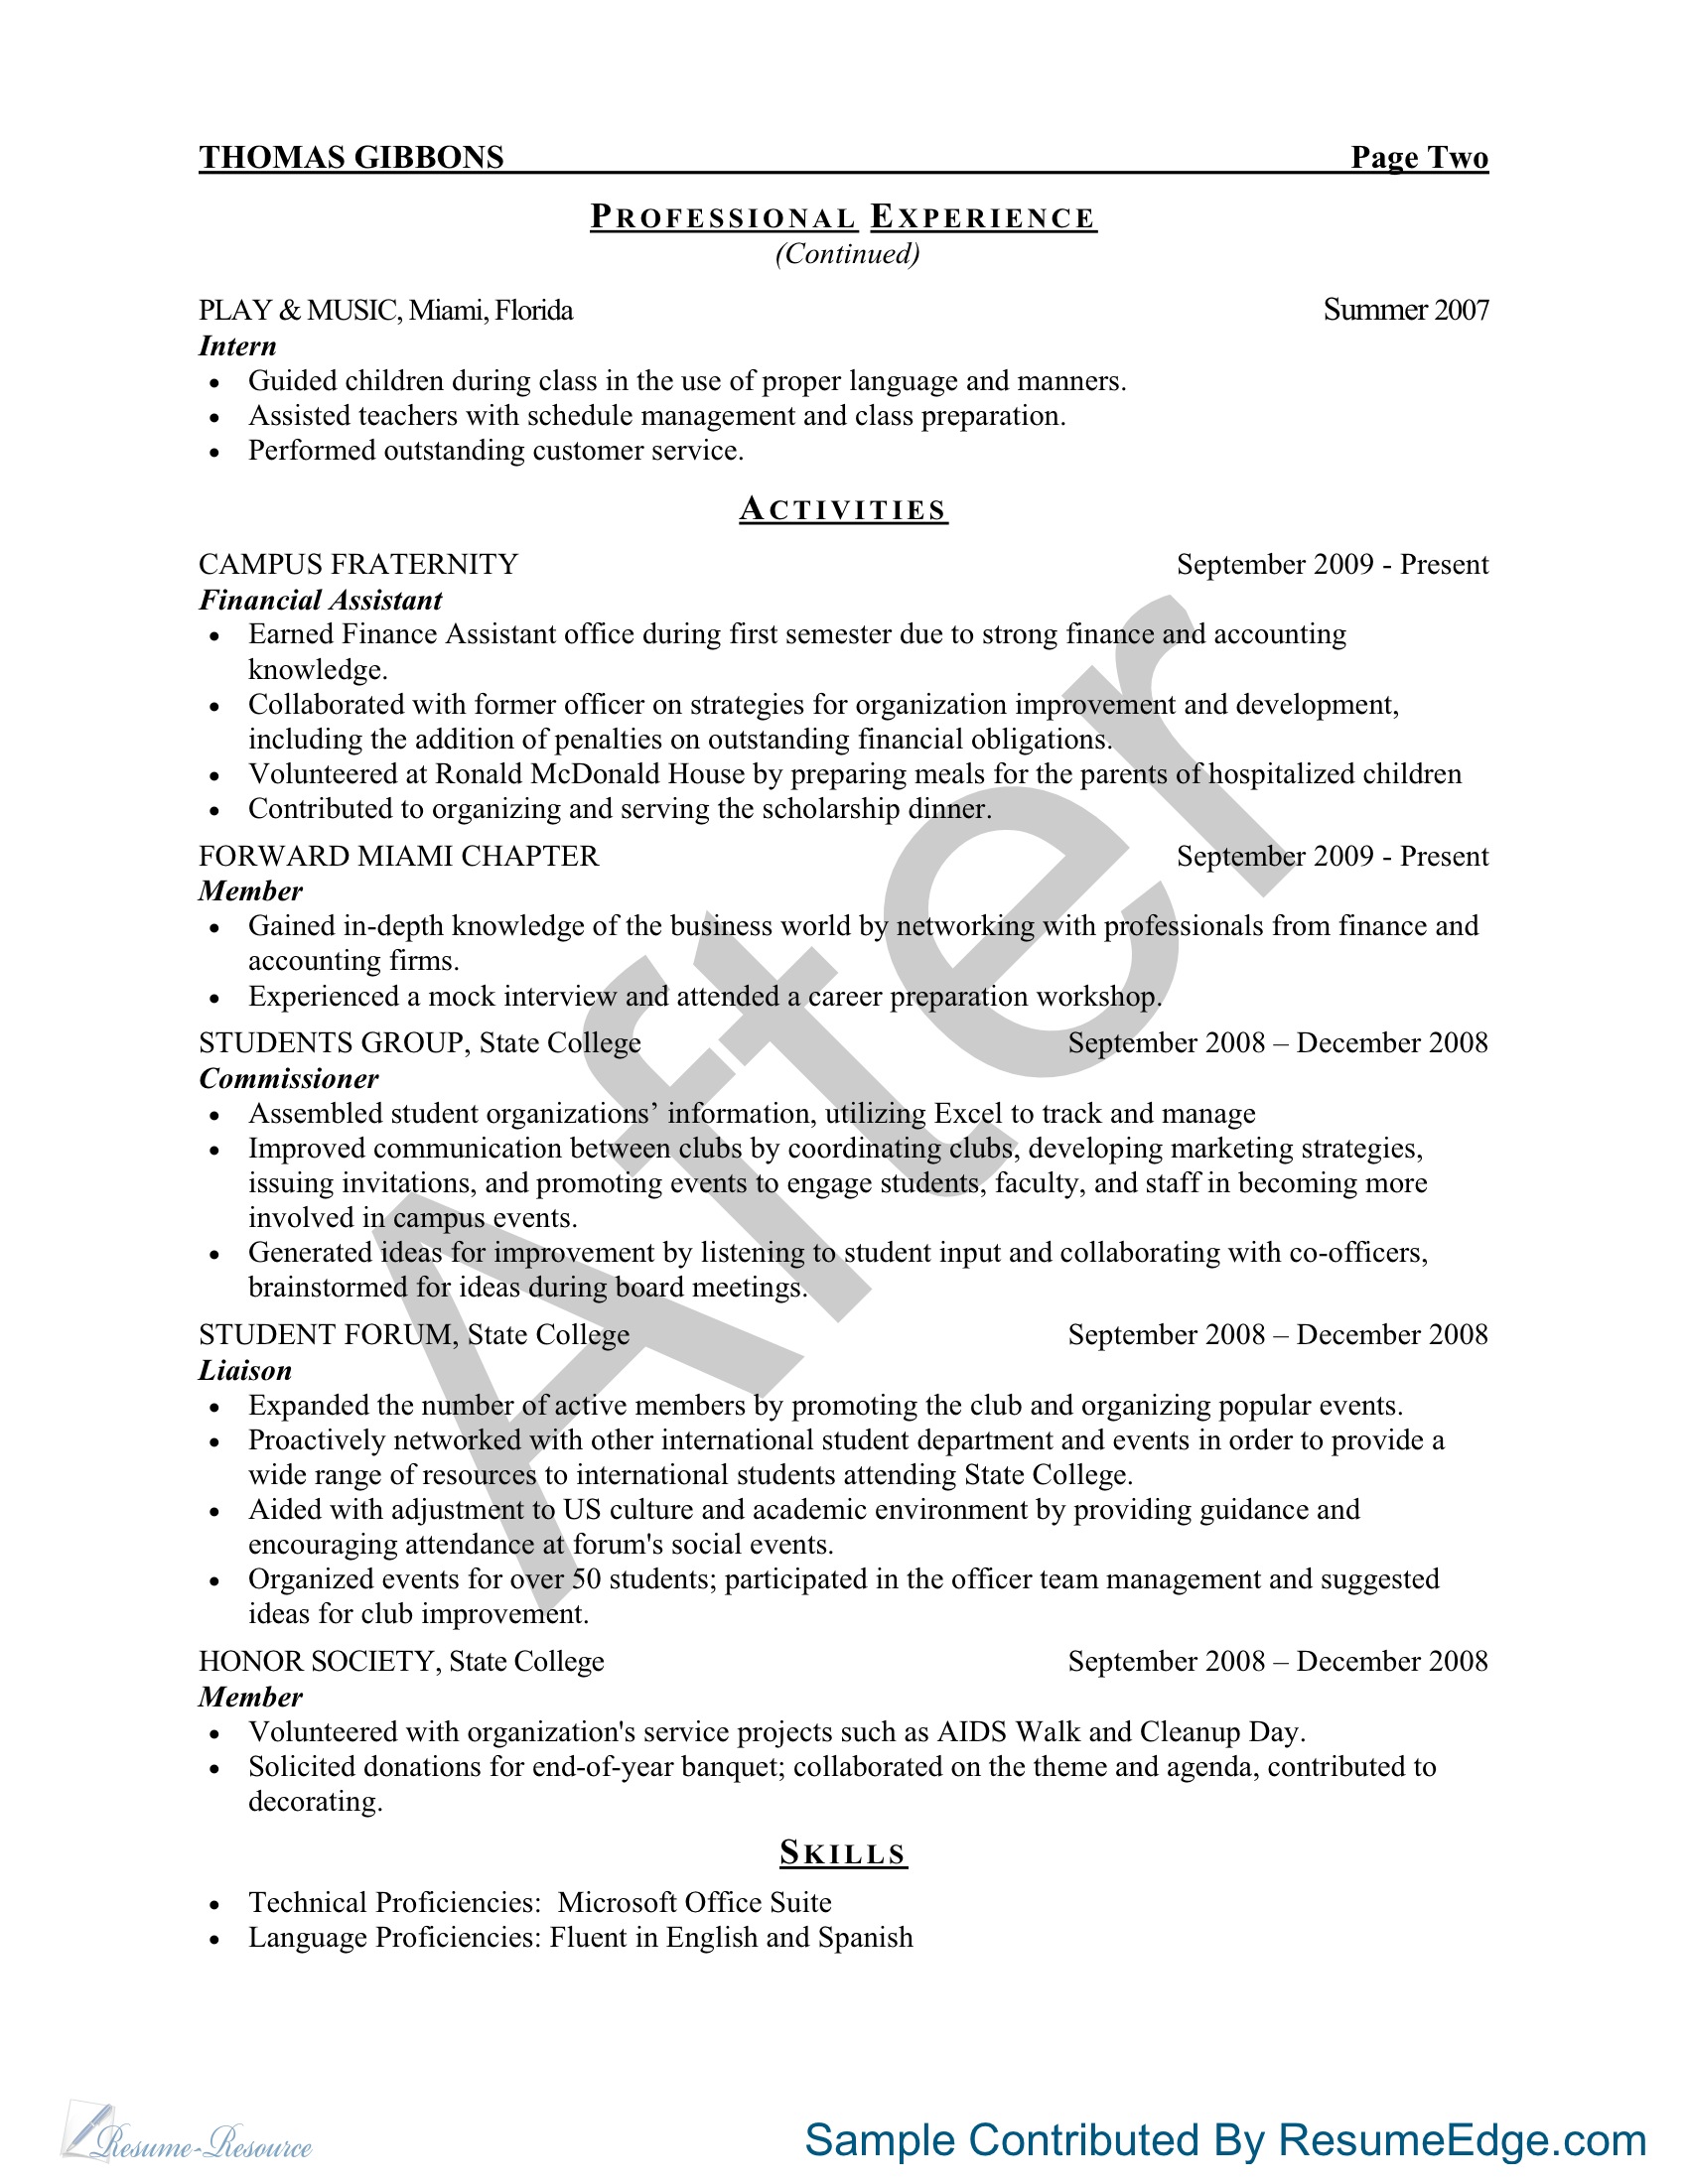 THOMAS GIBBONS Page Two
PROFESSIONAL EXPERIENCE
(Continued)
PLAY & MUSIC, Miami, Florida Summer 2007
Intern
• Guided children during class in the use of proper language and manners.
• Assisted teachers with schedule management and class preparation.
• Performed outstanding customer service.
ACTIVITIES
CAMPUS FRATERNITY September 2009 - Present
Financial Assistant
• Earned Finance Assistant office during first semester due to strong finance and accounting
knowledge.
• Collaborated with former officer on strategies for organization improvement and development,
including the addition of penalties on outstanding financial obligations.
• Volunteered at Ronald McDonald House by preparing meals for the parents of hospitalized children
• Contributed to organizing and serving the scholarship dinner.
FORWARD MIAMI CHAPTER September 2009 - Present
Member
• Gained in-depth knowledge of the business world by networking with professionals from finance and
accounting firms.
• Experienced a mock interview and attended a career preparation workshop.
STUDENTS GROUP, State College September 2008 – December 2008
Commissioner
• Assembled student organizations’ information, utilizing Excel to track and manage
• Improved communication between clubs by coordinating clubs, developing marketing strategies,
issuing invitations, and promoting events to engage students, faculty, and staff in becoming more
involved in campus events.
• Generated ideas for improvement by listening to student input and collaborating with co-officers,
brainstormed for ideas during board meetings.
STUDENT FORUM, State College September 2008 – December 2008
Liaison
• Expanded the number of active members by promoting the club and organizing popular events.
• Proactively networked with other international student department and events in order to provide a
wide range of resources to international students attending State College.
• Aided with adjustment to US culture and academic environment by providing guidance and
encouraging attendance at forum's social events.
• Organized events for over 50 students; participated in the officer team management and suggested
ideas for club improvement.
HONOR SOCIETY, State College September 2008 – December 2008
Member
• Volunteered with organization's service projects such as AIDS Walk and Cleanup Day.
• Solicited donations for end-of-year banquet; collaborated on the theme and agenda, contributed to
decorating.
SKILLS
• Technical Proficiencies:  Microsoft Office Suite
• Language Proficiencies: Fluent in English and Spanish
After
Resume-Resource
Sample Contributed By ResumeEdge.com